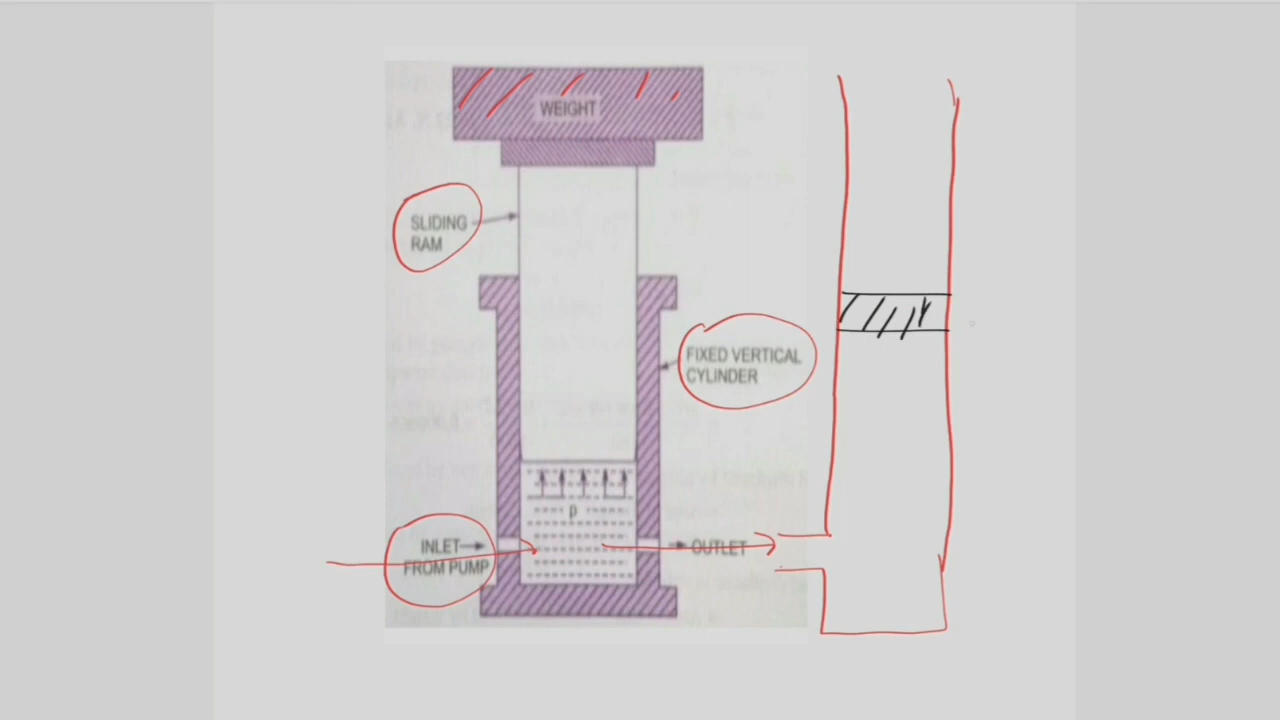 WEIGHT
SLIDING
RAM
FIXED VERTICAL
CYLINDER
p
INLET
FROM PUMP
OUTLET